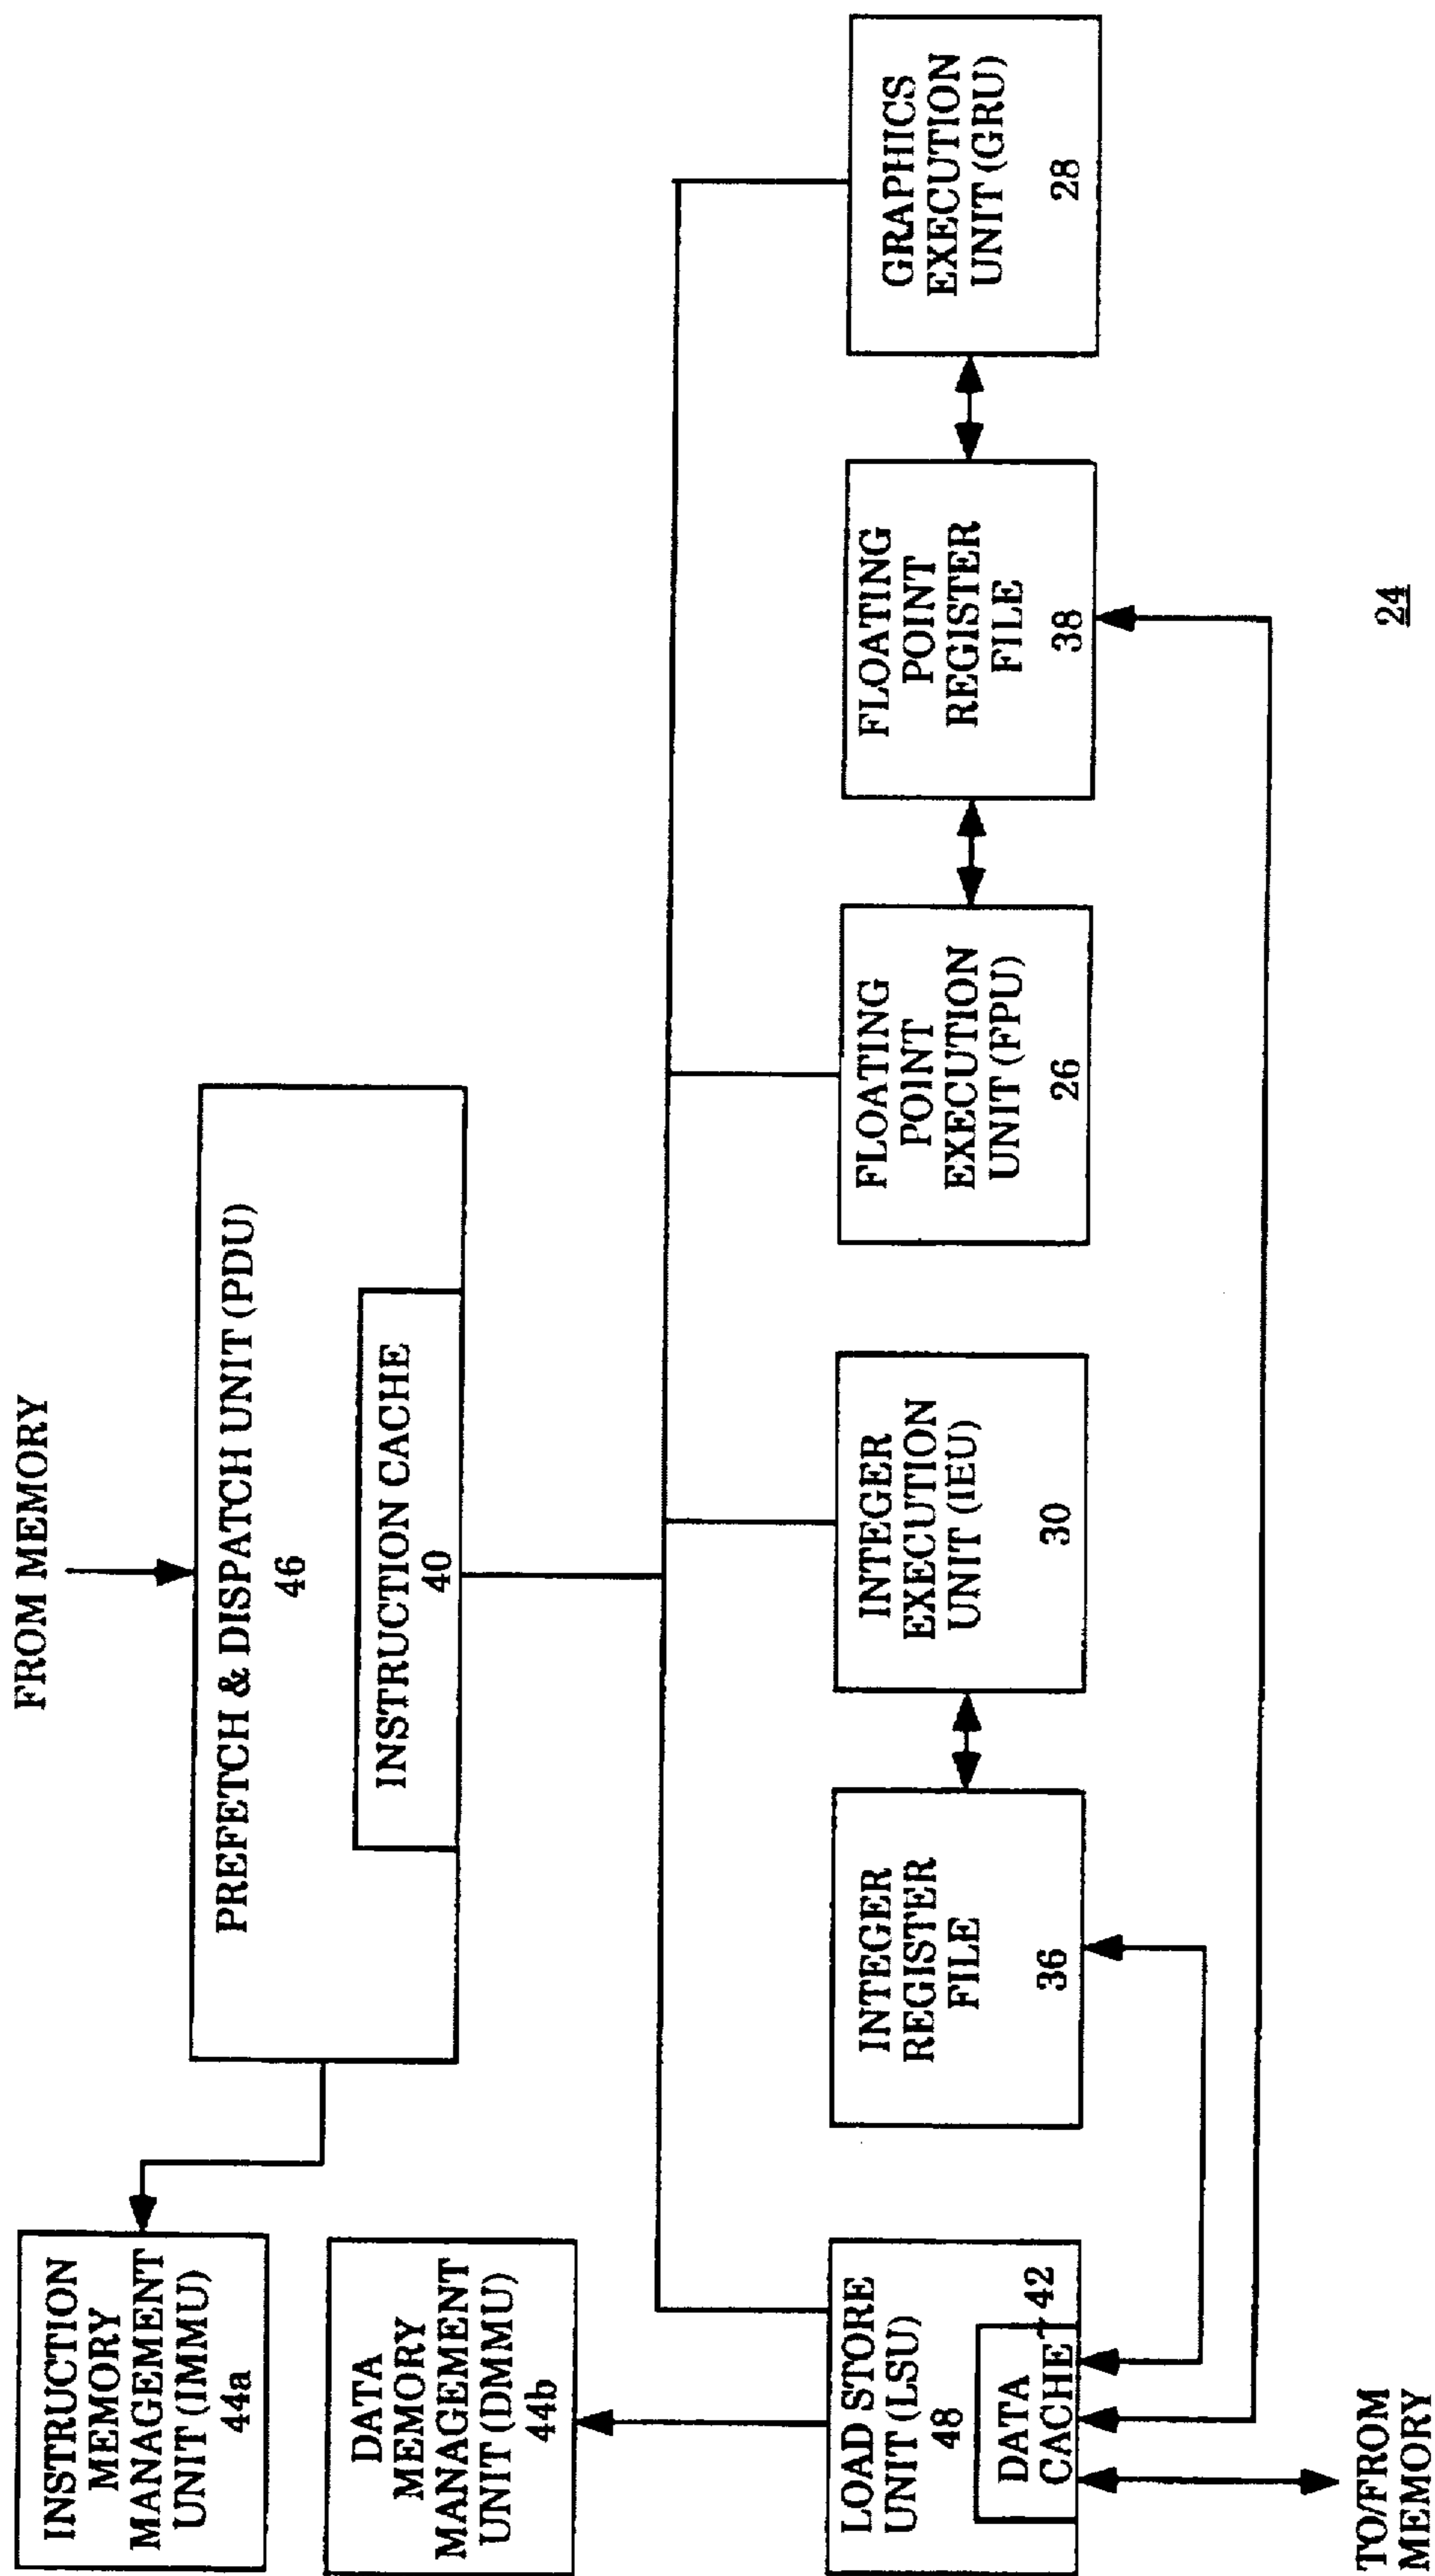 FROM MEMORY
PREFETCH & DISPATCH UNIT (PDU)
46
INSTRUCTION CACHE
40
INSTRUCTION
MEMORY
MANAGEMENT
UNIT (IMMU)
44a
DATA
MEMORY
MANAGEMENT
UNIT (DMMU)
44b
LOAD STORE
UNIT (LSU)
48
DATA
CACHE
42
INTEGER
REGISTER
FILE
36
INTEGER
EXECUTION
UNIT (IEU)
30
FLOATING
POINT
EXECUTION
UNIT (FPU)
26
FLOATING
POINT
REGISTER
FILE
38
GRAPHICS
EXECUTION
UNIT (GRU)
28
TO/FROM
MEMORY
24